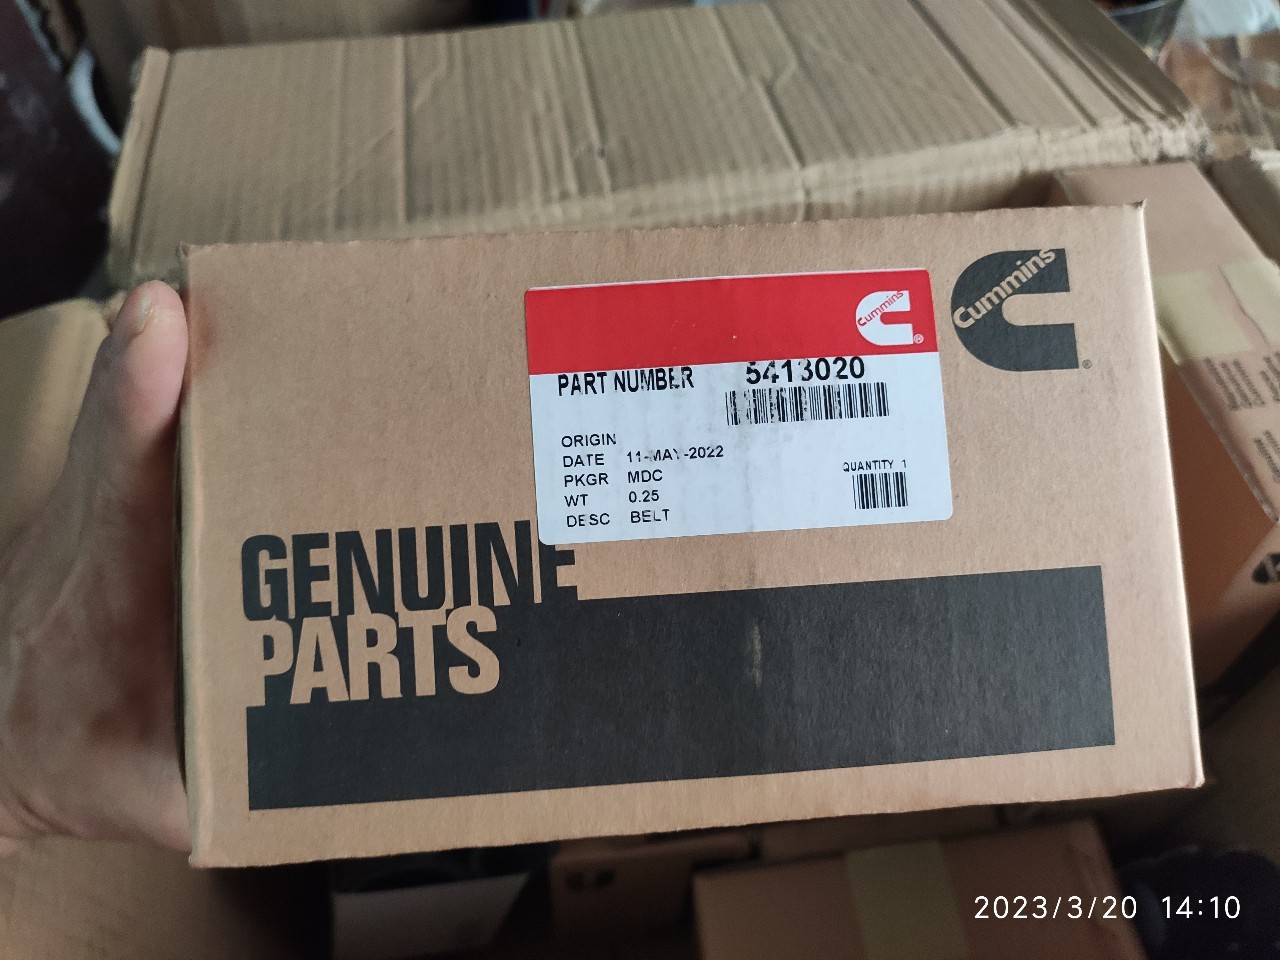 Cummins
®
Cummins
®
PART NUMBER 5413020
ORIGIN
DATE 11-MAY-2022
PKGR MDC
QUANTITY 1
WT 0.25
DESC BELT
GENUINE
PARTS
2023/3/20 14:10